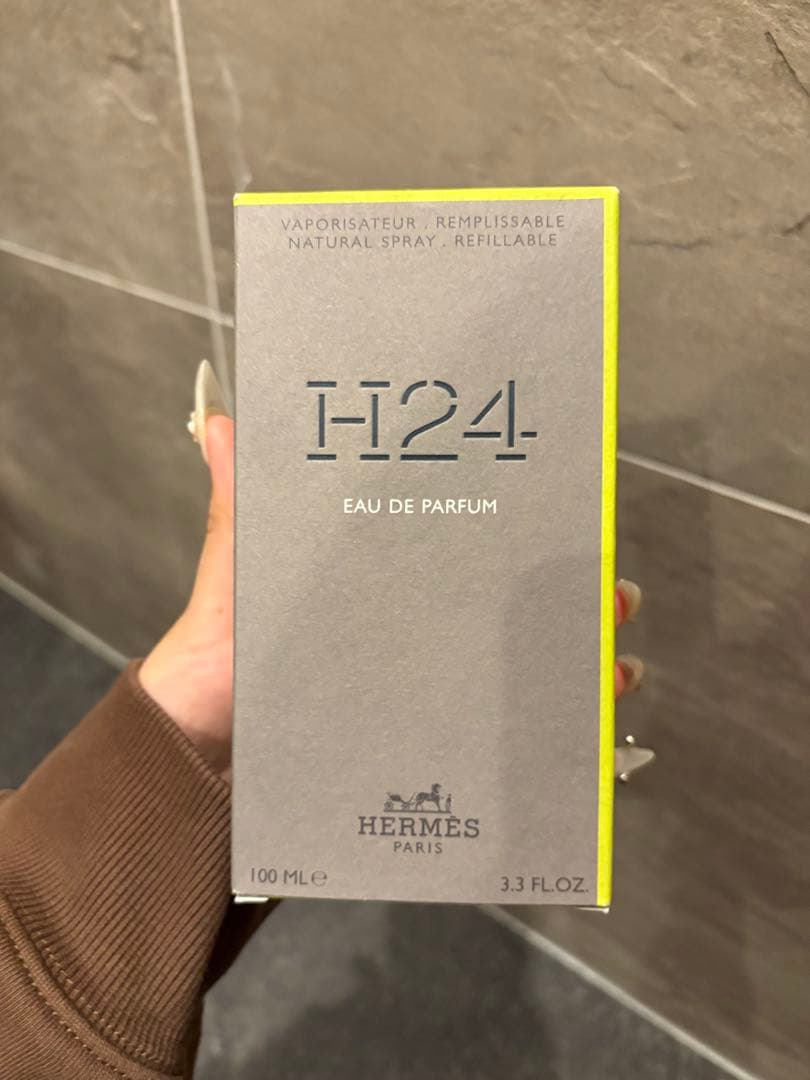 VAPORISATEUR . REMPLISSABLE
NATURAL SPRAY . REFILLABLE
H24
EAU DE PARFUM
HERMÈS
PARIS
100 ML ℮
3.3 FL.OZ.